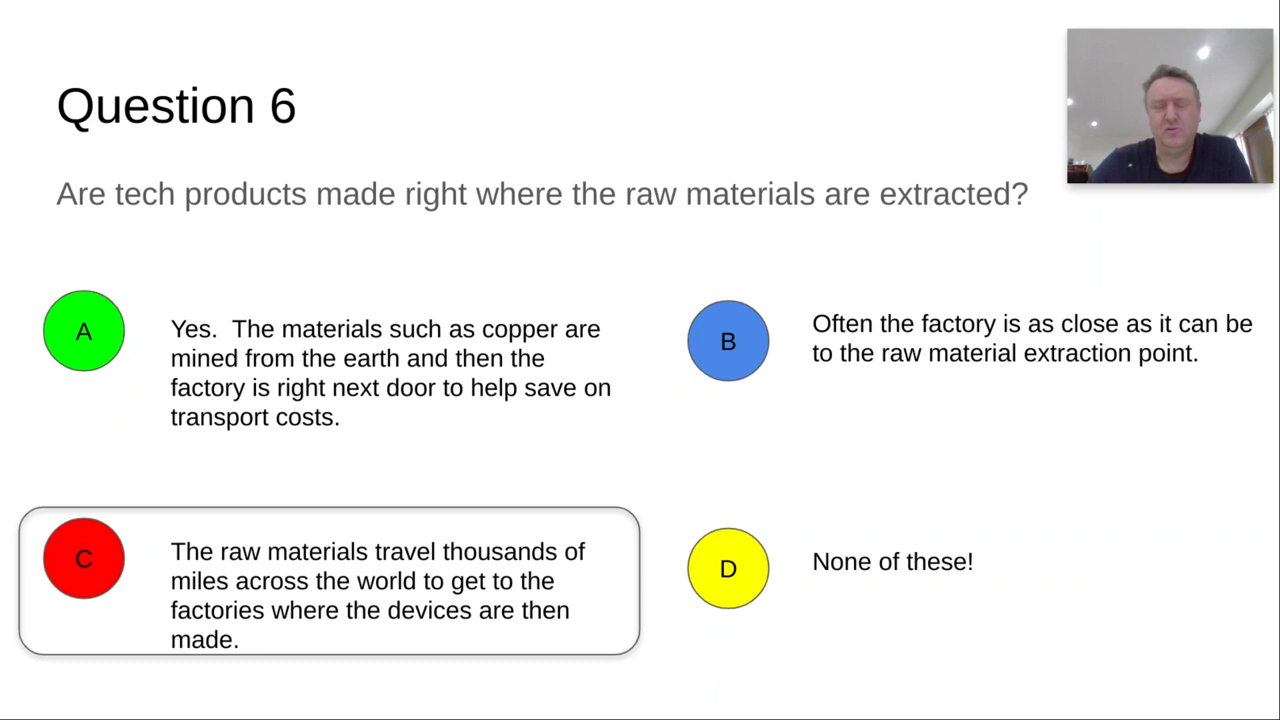 Question 6
Are tech products made right where the raw materials are extracted?
A
Yes.  The materials such as copper are
mined from the earth and then the
factory is right next door to help save on
transport costs.
B
Often the factory is as close as it can be
to the raw material extraction point.
C
The raw materials travel thousands of
miles across the world to get to the
factories where the devices are then
made.
D
None of these!